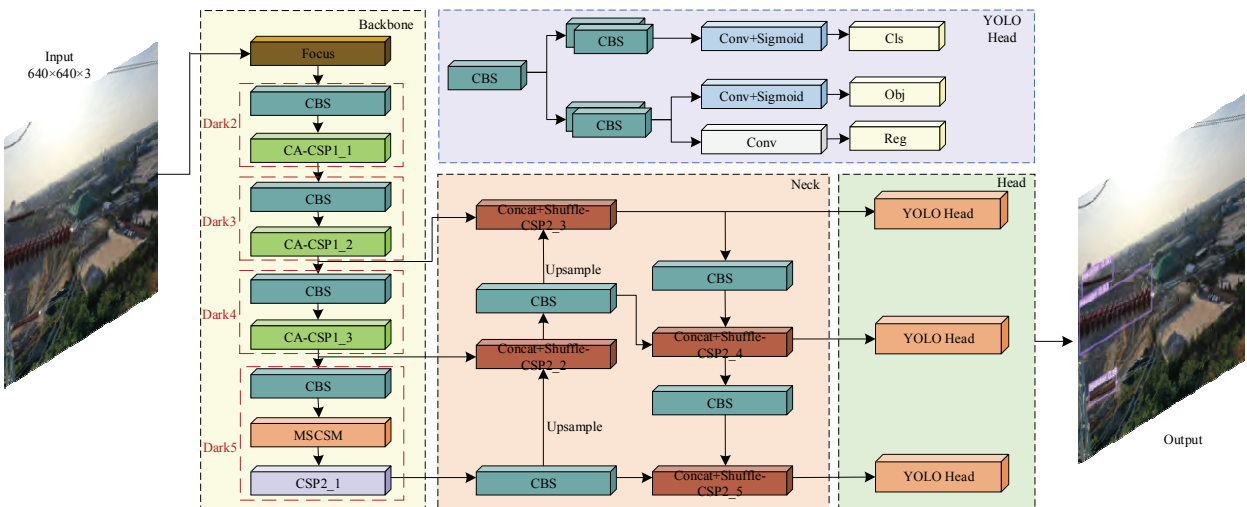 Input
640×640×3
Backbone
Focus
Dark2
CBS
CA-CSP1_1
Dark3
CBS
CA-CSP1_2
Dark4
CBS
CA-CSP1_3
Dark5
CBS
MSCSM
CSP2_1
YOLO
Head
CBS
CBS
Conv+Sigmoid
Cls
CBS
Conv+Sigmoid
Obj
Conv
Reg
Neck
Concat+Shuffle-
CSP2_3
Upsample
CBS
Concat+Shuffle-
CSP2_2
Upsample
CBS
CBS
Concat+Shuffle-
CSP2_4
CBS
Concat+Shuffle-
CSP2_5
Head
YOLO Head
YOLO Head
YOLO Head
Output